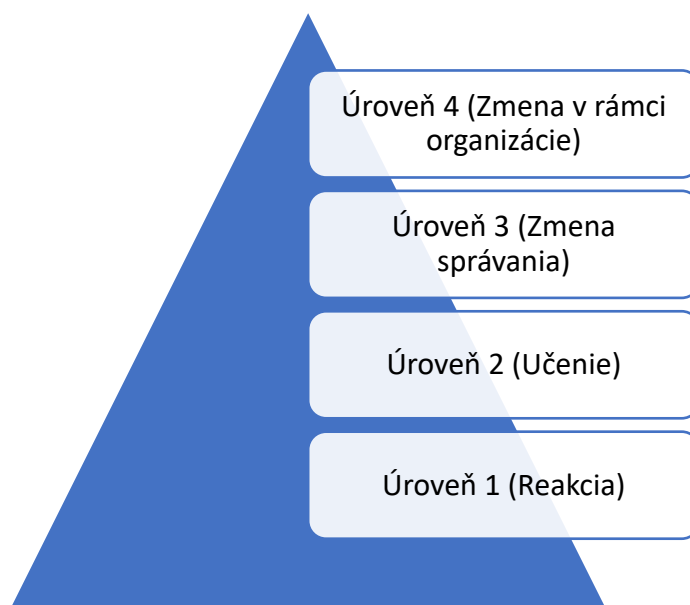 Úroveň 4 (Zmena v rámci
organizácie)
Úroveň 3 (Zmena
správania)
Úroveň 2 (Učenie)
Úroveň 1 (Reakcia)